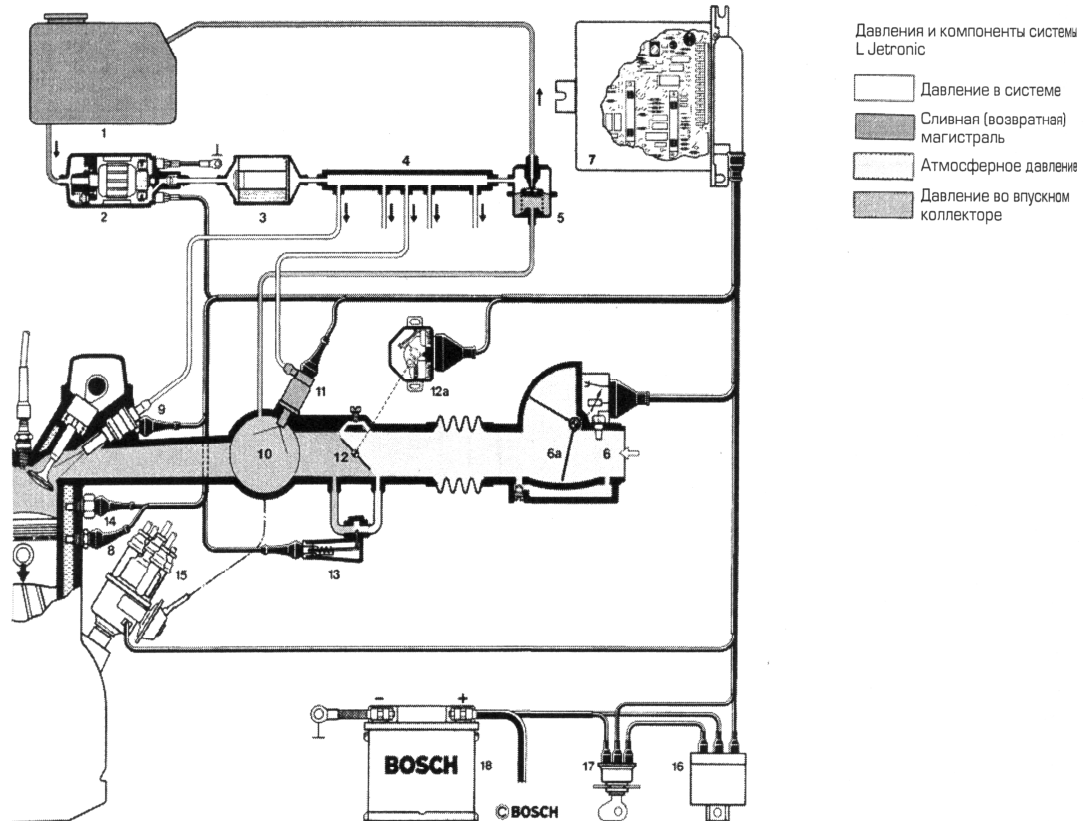 Давления и компоненты системы
L Jetronic
Давление в системе
Сливная (возвратная)
магистраль
Атмосферное давление
Давление во впускном
коллекторе
1
2
3
4
5
7
9
11
12a
10
12
6a
6
14
8
15
13
- +
BOSCH
18
17
16
© BOSCH